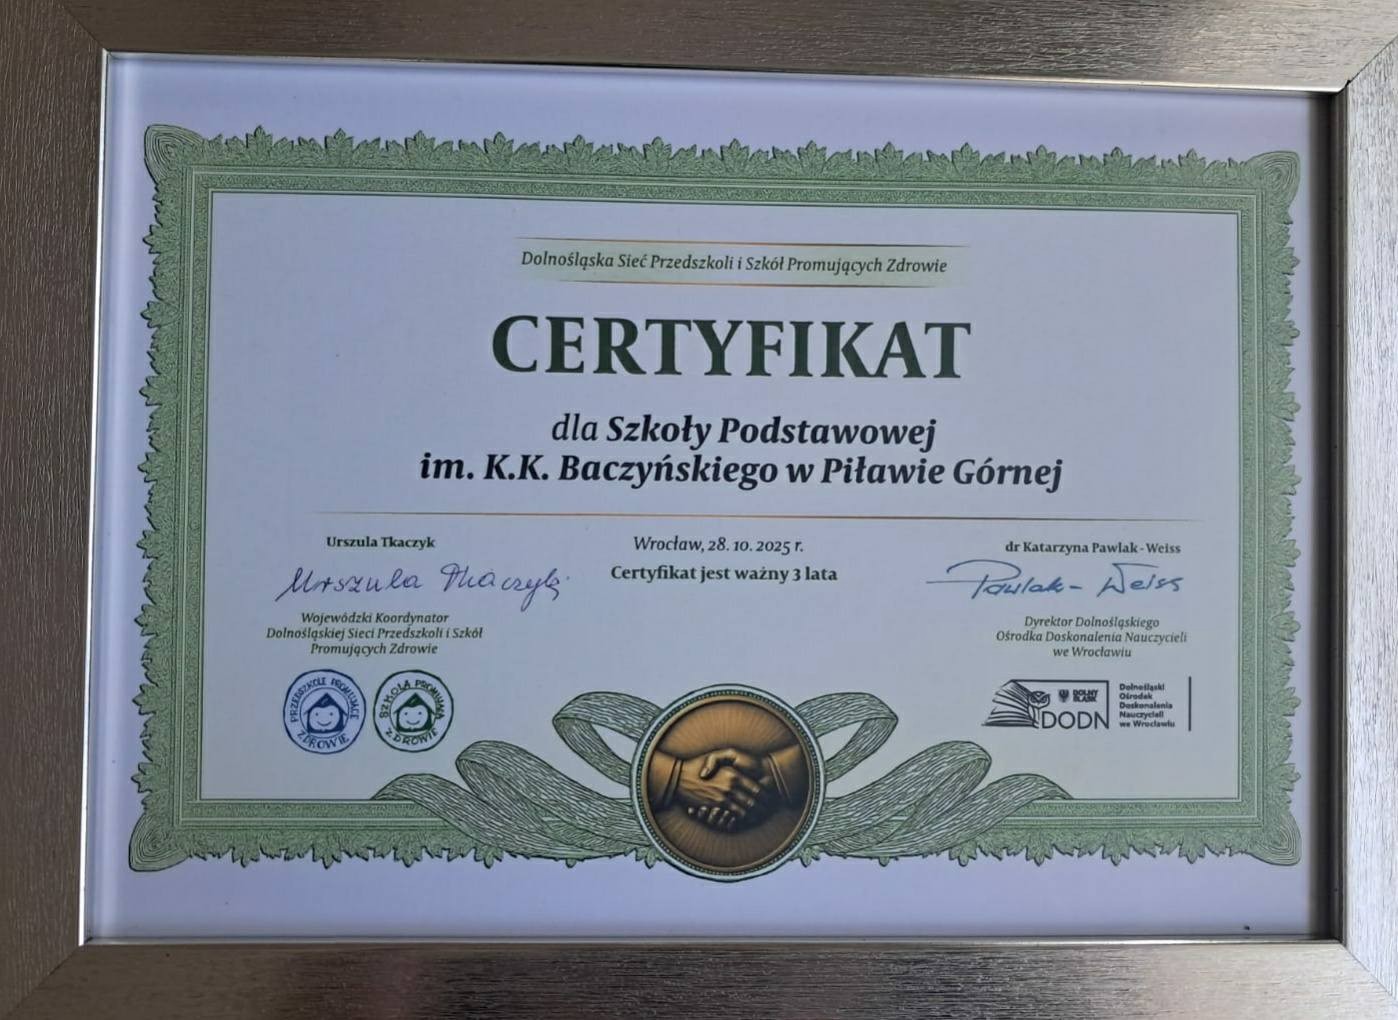 Dolnośląska Sieć Przedszkoli i Szkół Promujących Zdrowie
CERTYFIKAT
dla Szkoły Podstawowej
im. K.K. Baczyńskiego w Piławie Górnej
Urszula Tkaczyk
Urszula Tkaczyk
Wojewódzki Koordynator
Dolnośląskiej Sieci Przedszkoli i Szkół
Promujących Zdrowie
PRZEDSZKOLE PROMUJĄCE ZDROWIE
SZKOŁA PROMUJĄCA ZDROWIE
Wrocław, 28. 10. 2025 r.
Certyfikat jest ważny 3 lata
dr Katarzyna Pawlak - Weiss
Pawlak - Weiss
Dyrektor Dolnośląskiego
Ośrodka Doskonalenia Nauczycieli
we Wrocławiu
DOLNY
ŚLĄSK
DODN
Dolnośląski
Ośrodek
Doskonalenia
Nauczycieli
we Wrocławiu